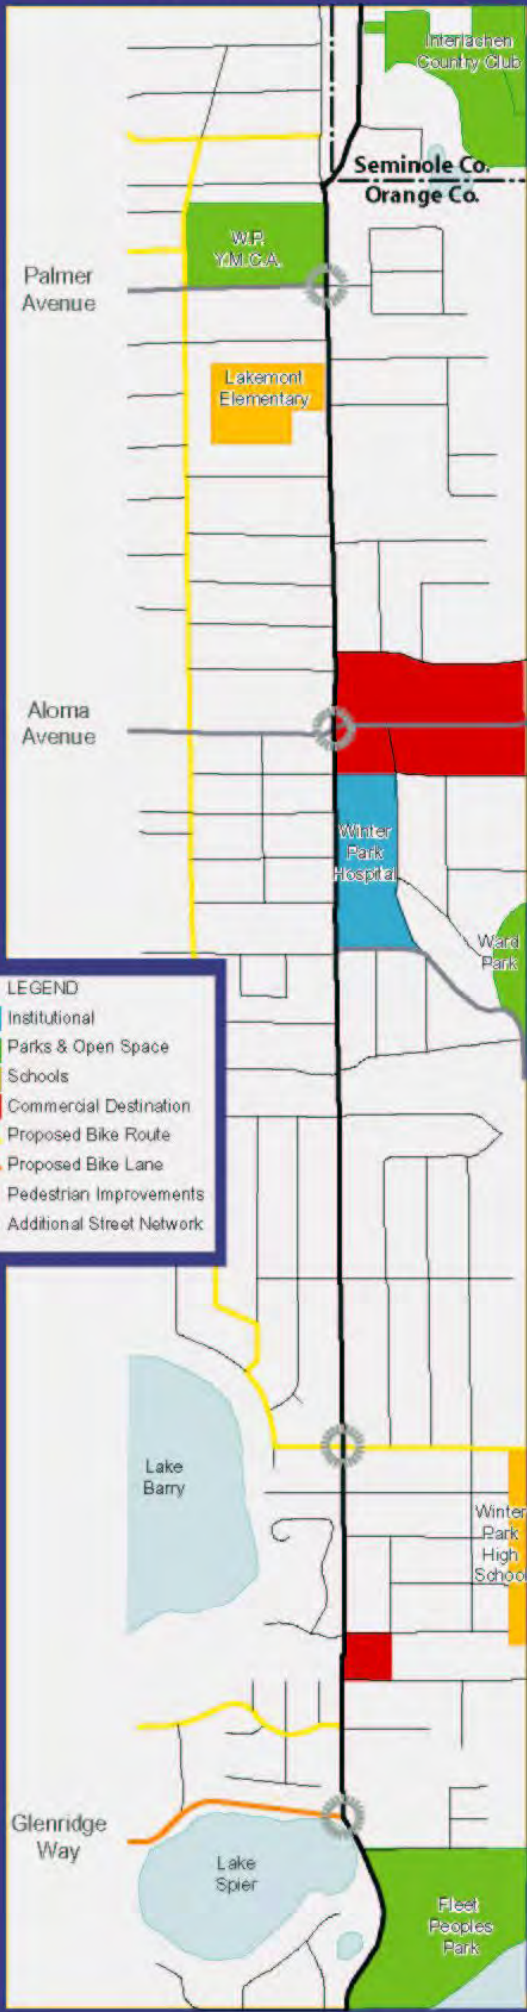 Interlachen
Country Club
Seminole Co.
Orange Co.
W.P.
Y.M.C.A.
Palmer
Avenue
Lakemont
Elementary
Aloma
Avenue
Winter
Park
Hospital
Ward
Park
LEGEND
Institutional
Parks & Open Space
Schools
Commercial Destination
Proposed Bike Route
Proposed Bike Lane
Pedestrian Improvements
Additional Street Network
Lake
Barry
Winter
Park
High
School
Glenridge
Way
Lake
Spier
Fleet
Peoples
Park